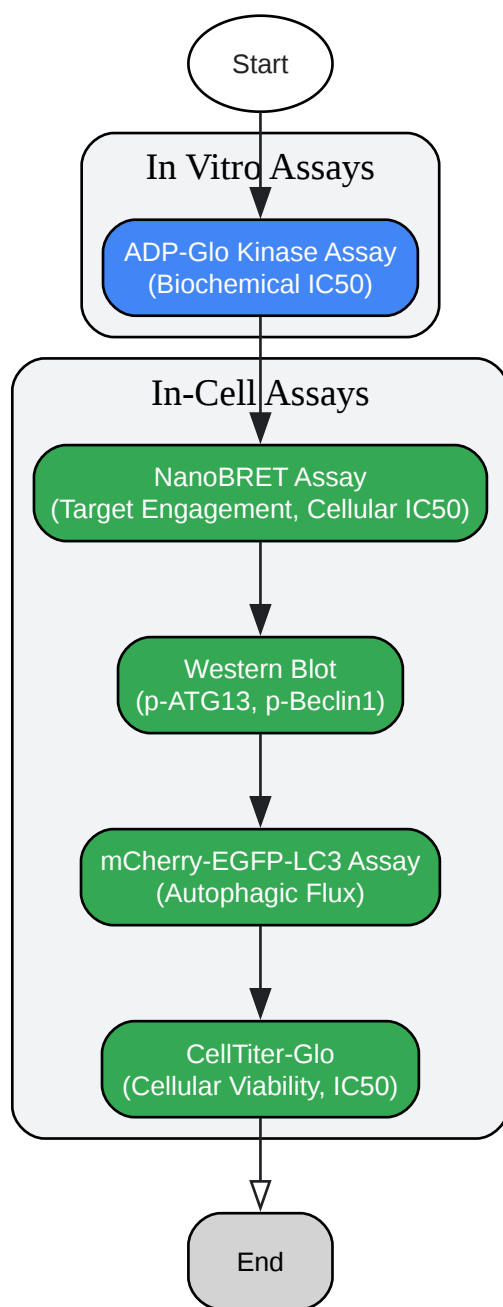 Start
In Vitro Assays
ADP-Glo Kinase Assay
(Biochemical IC50)
In-Cell Assays
NanoBRET Assay
(Target Engagement, Cellular IC50)
Western Blot
(p-ATG13, p-Beclin1)
mCherry-EGFP-LC3 Assay
(Autophagic Flux)
CellTiter-Glo
(Cellular Viability, IC50)
End